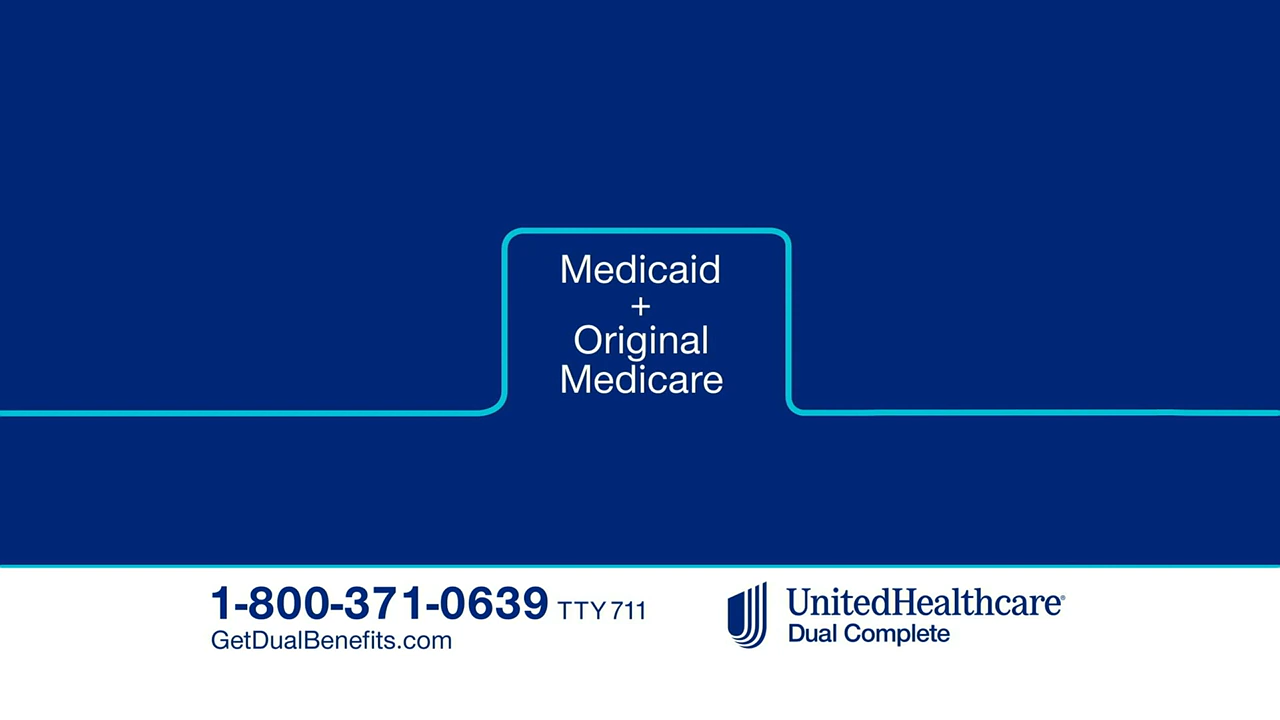 Medicaid
+
Original
Medicare
1-800-371-0639 TTY 711
GetDualBenefits.com
UnitedHealthcare®
Dual Complete